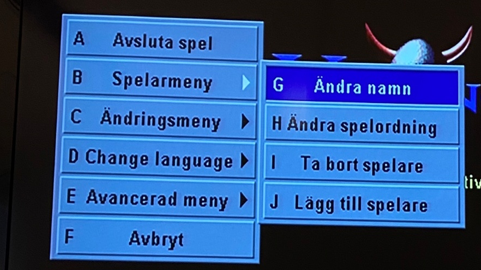 A Avsluta spel
B Spelarmeny
C Ändringsmeny
D Change language
E Avancerad meny
F Avbryt
G Ändra namn
H Ändra spelordning
I Ta bort spelare
J Lägg till spelare